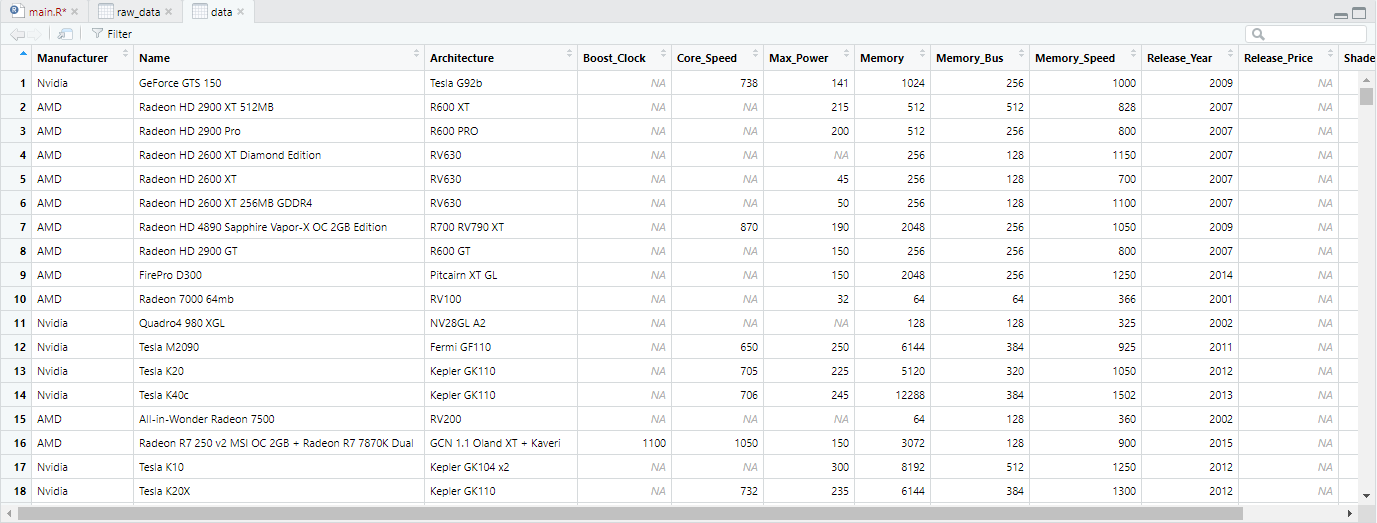 main.R* raw_data data
Filter
Manufacturer Name Architecture Boost_Clock Core_Speed Max_Power Memory Memory_Bus Memory_Speed Release_Year Release_Price Shade
1 Nvidia GeForce GTS 150 Tesla G92b NA 738 141 1024 256 1000 2009 NA
2 AMD Radeon HD 2900 XT 512MB R600 XT NA NA 215 512 512 828 2007 NA
3 AMD Radeon HD 2900 Pro R600 PRO NA NA 200 512 256 800 2007 NA
4 AMD Radeon HD 2600 XT Diamond Edition RV630 NA NA NA 256 128 1150 2007 NA
5 AMD Radeon HD 2600 XT RV630 NA NA 45 256 128 700 2007 NA
6 AMD Radeon HD 2600 XT 256MB GDDR4 RV630 NA NA 50 256 128 1100 2007 NA
7 AMD Radeon HD 4890 Sapphire Vapor-X OC 2GB Edition R700 RV790 XT NA 870 190 2048 256 1050 2009 NA
8 AMD Radeon HD 2900 GT R600 GT NA NA 150 256 256 800 2007 NA
9 AMD FirePro D300 Pitcairn XT GL NA NA 150 2048 256 1250 2014 NA
10 AMD Radeon 7000 64mb RV100 NA NA 32 64 64 366 2001 NA
11 Nvidia Quadro4 980 XGL NV28GL A2 NA NA NA 128 128 325 2002 NA
12 Nvidia Tesla M2090 Fermi GF110 NA 650 250 6144 384 925 2011 NA
13 Nvidia Tesla K20 Kepler GK110 NA 705 225 5120 320 1050 2012 NA
14 Nvidia Tesla K40c Kepler GK110 NA 706 245 12288 384 1502 2013 NA
15 AMD All-in-Wonder Radeon 7500 RV200 NA NA NA 64 128 360 2002 NA
16 AMD Radeon R7 250 v2 MSI OC 2GB + Radeon R7 7870K Dual GCN 1.1 Oland XT + Kaveri 1100 1050 150 3072 128 900 2015 NA
17 Nvidia Tesla K10 Kepler GK104 x2 NA NA 300 8192 512 1250 2012 NA
18 Nvidia Tesla K20X Kepler GK110 NA 732 235 6144 384 1300 2012 NA